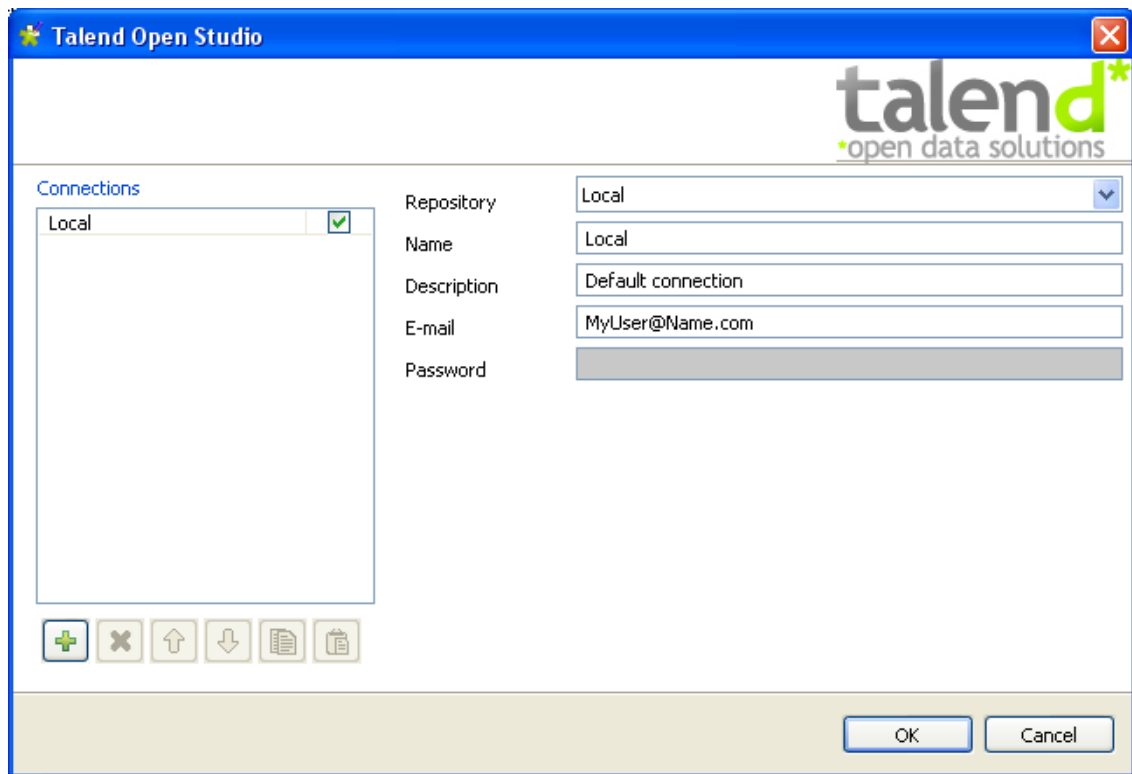 Talend Open Studio
talend*
*open data solutions
Connections
Local
Repository Local
Name Local
Description Default connection
E-mail MyUser@Name.com
Password
OK Cancel